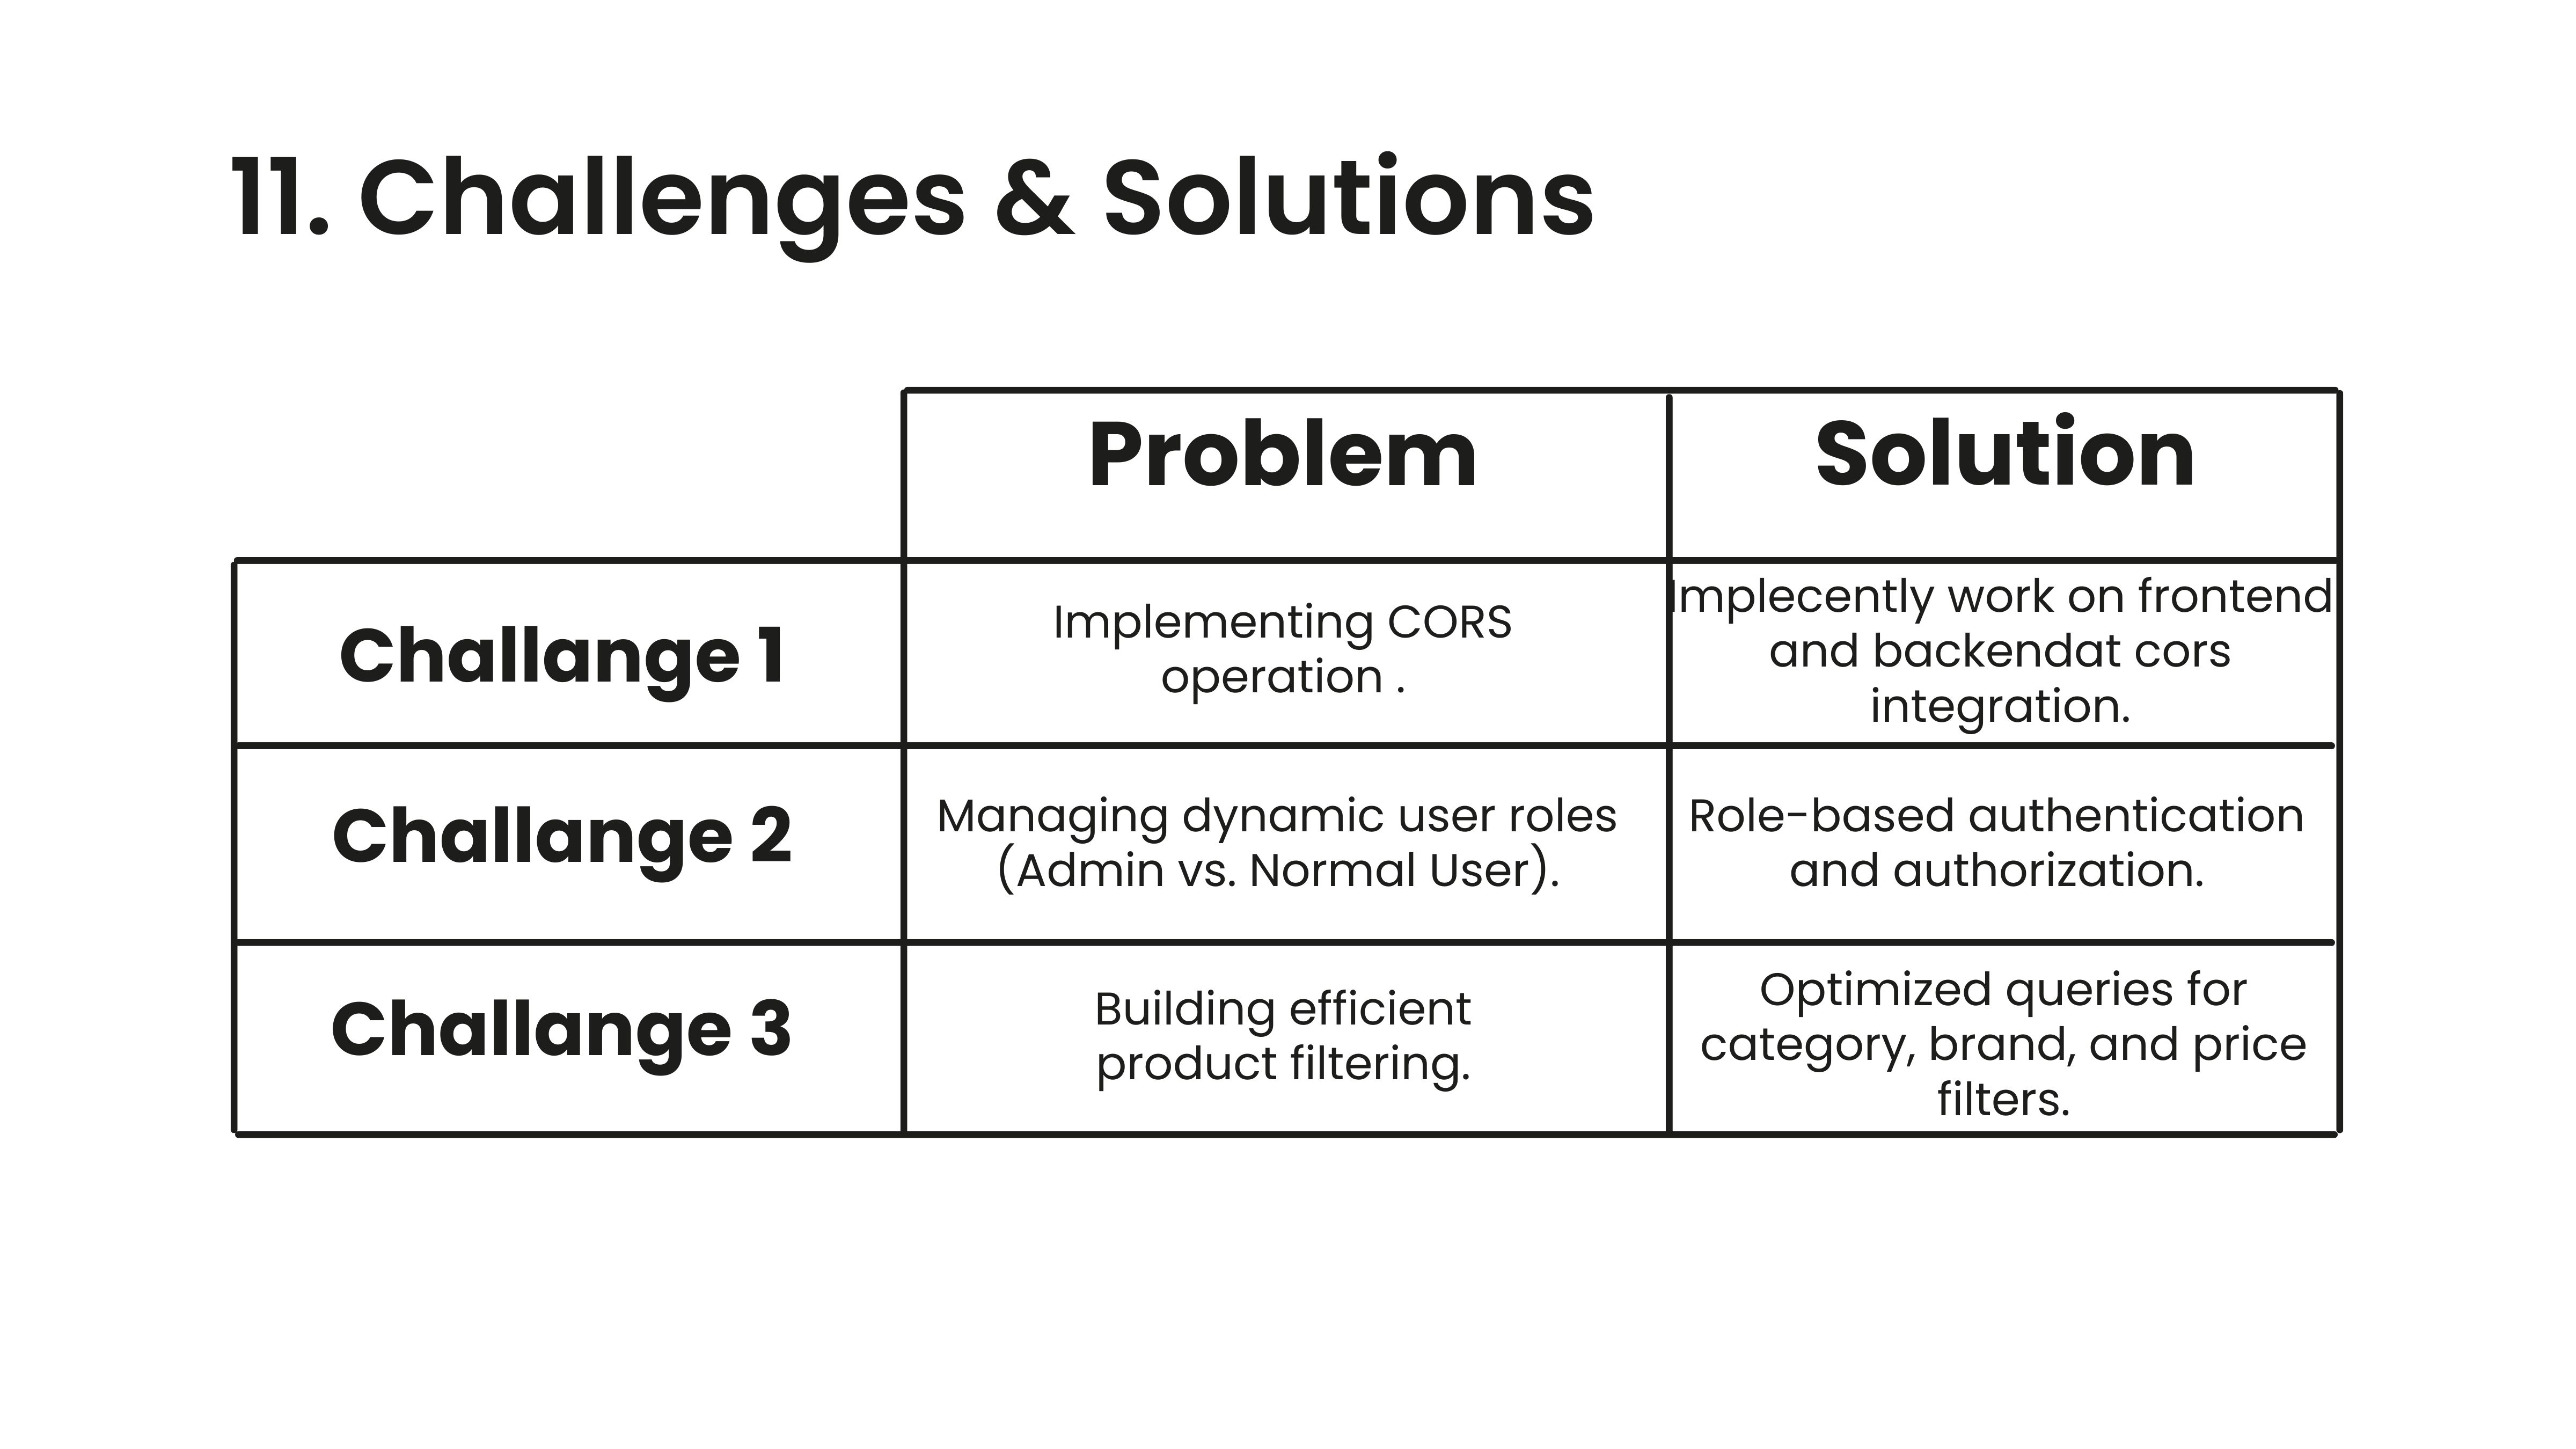 11. Challenges & Solutions
Problem
Solution
Challange 1
Implementing CORS
operation .
Implecently work on frontend
and backendat cors
integration.
Challange 2
Managing dynamic user roles
(Admin vs. Normal User).
Role-based authentication
and authorization.
Challange 3
Building efficient
product filtering.
Optimized queries for
category, brand, and price
filters.